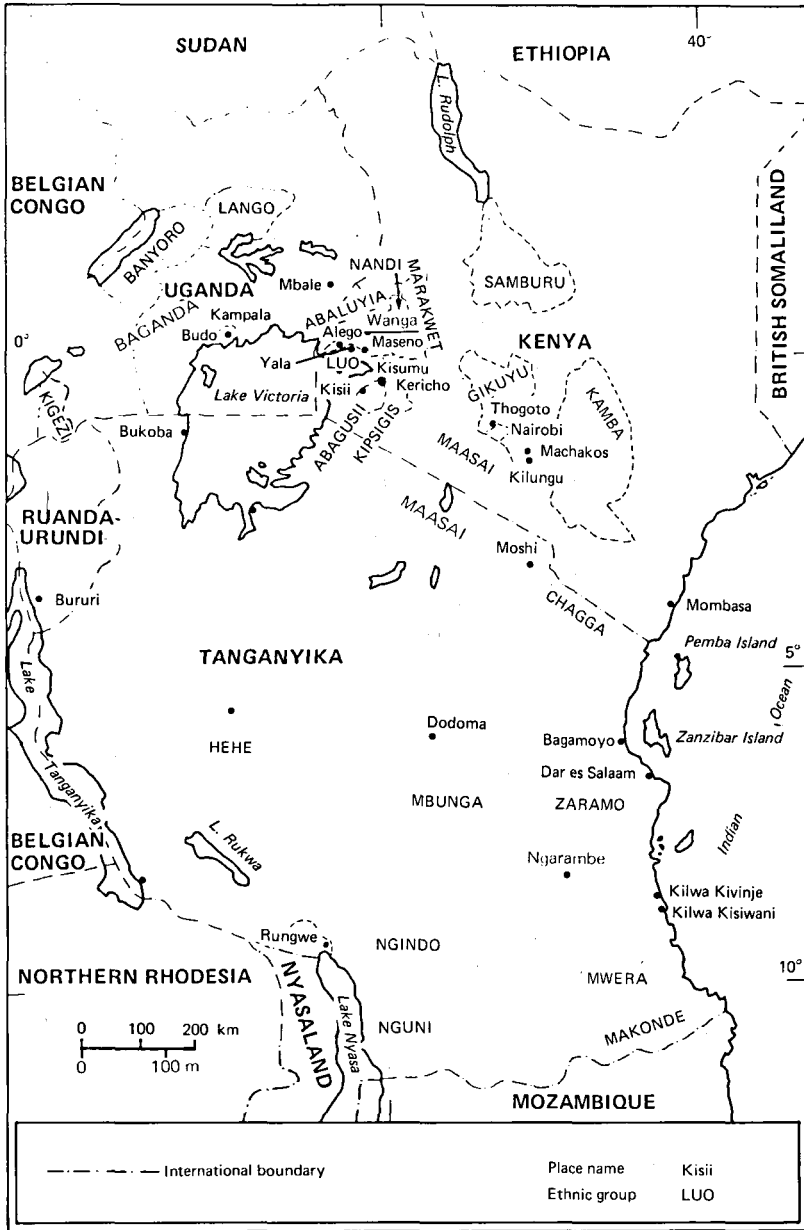 40°
SUDAN
ETHIOPIA
L. Rudolph
BELGIAN
CONGO
BRITISH SOMALILAND
LANGO
BANYORO
NANDI
MARAKWET
SAMBURU
UGANDA
Mbale
ABALUYIA
Wanga
BAGANDA
Kampala
Alego
Budo
Maseno
0°
KENYA
Yala
LUO
Kisumu
GIKUYU
Kisii
Kericho
Lake Victoria
KIGEZI
KAMBA
Thogoto
Nairobi
Bukoba
ABAGUSII
KIPSIGIS
MAASAI
Machakos
Kilungu
MAASAI
RUANDA-
URUNDI
Moshi
CHAGGA
Bururi
Mombasa
Pemba Island
TANGANYIKA
5°
Lake
Ocean
Dodoma
Bagamoyo
Zanzibar Island
HEHE
Dar es Salaam
Tanganyika
MBUNGA
ZARAMO
L. Rukwa
BELGIAN
CONGO
Indian
Ngarambe
Kilwa Kivinje
Kilwa Kisiwani
Rungwe
NGINDO
NORTHERN RHODESIA
NYASALAND
MWERA
10°
Lake Nyasa
0 100 200 km
NGUNI
MAKONDE
0 100 m
MOZAMBIQUE
International boundary
Place name Kisii
Ethnic group LUO